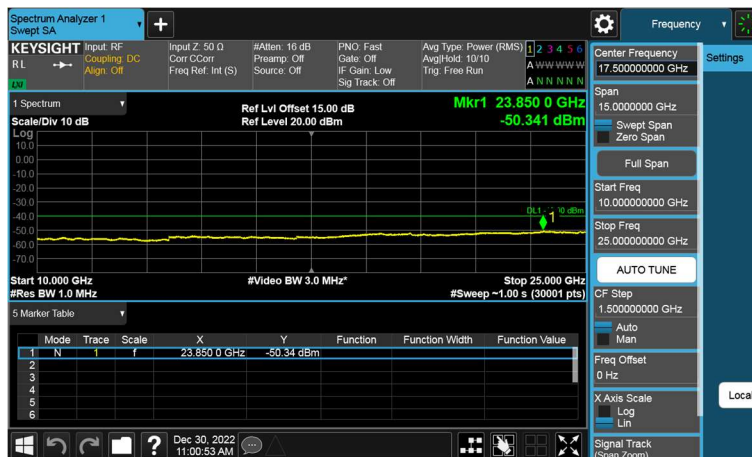 Spectrum Analyzer 1
Swept SA
Frequency
KEYSIGHT
RL
LXI
Input: RF
Coupling: DC
Align: Off
Input Z: 50 Ω
Corr CCorr
Freq Ref: Int (S)
#Atten: 16 dB
Preamp: Off
Source: Off
PNO: Fast
Gate: Off
IF Gain: Low
Sig Track: Off
Avg Type: Power (RMS)
Avg|Hold: 10/10
Trig: Free Run
1 2 3 4 5 6
A W W W W W
A N N N N N
1 Spectrum
Scale/Div 10 dB
Ref Lvl Offset 15.00 dB
Ref Level 20.00 dBm
Mkr1 23.850 0 GHz
-50.341 dBm
Log
10.0
0.00
-10.0
-20.0
-30.0
-40.0
-50.0
-60.0
-70.0
1
Start 10.000 GHz
#Res BW 1.0 MHz
#Video BW 3.0 MHz*
Stop 25.000 GHz
#Sweep ~1.00 s (30001 pts)
5 Marker Table
Mode Trace Scale X Y Function Function Width Function Value
1 N 1 f 23.850 0 GHz -50.34 dBm
2
3
4
5
6
Dec 30, 2022
11:00:53 AM
Center Frequency
17.500000000 GHz
Settings
Span
15.0000000 GHz
Swept Span
Zero Span
Full Span
Start Freq
10.000000000 GHz
Stop Freq
25.000000000 GHz
AUTO TUNE
CF Step
1.500000000 GHz
Auto
Man
Freq Offset
0 Hz
X Axis Scale
Log
Lin
Local
Signal Track
(Span Zoom)